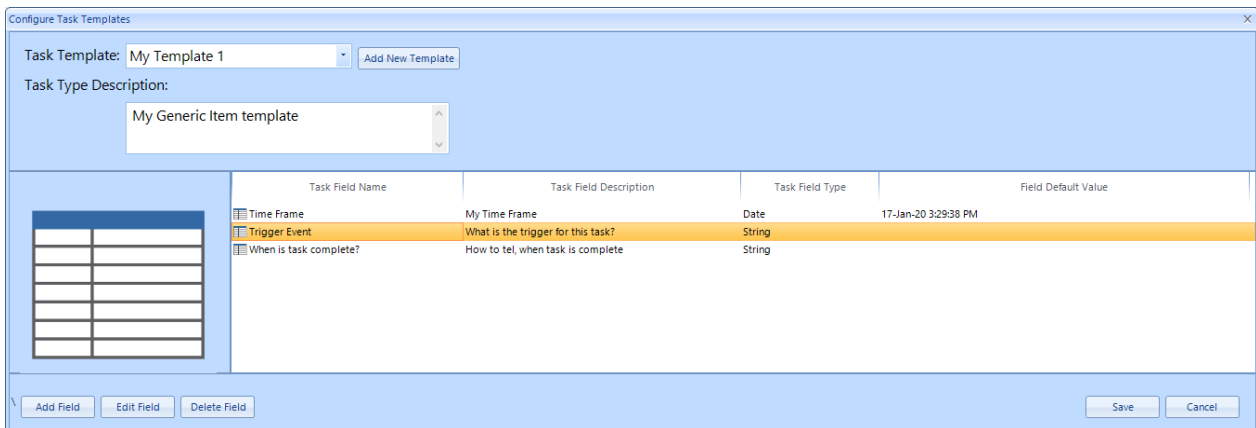 Configure Task Templates
Task Template: My Template 1 Add New Template
Task Type Description:
My Generic Item template
Task Field Name Task Field Description Task Field Type Field Default Value
Time Frame My Time Frame Date 17-Jan-20 3:29:38 PM
Trigger Event What is the trigger for this task? String
When is task complete? How to tel, when task is complete String
\ Add Field Edit Field Delete Field Save Cancel